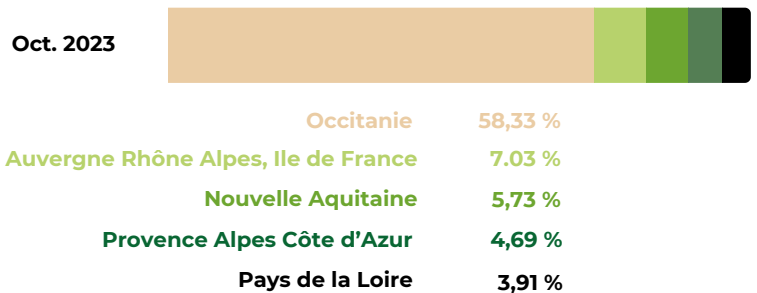 Oct. 2023
Occitanie 58,33 %
Auvergne Rhône Alpes, Ile de France 7.03 %
Nouvelle Aquitaine 5,73 %
Provence Alpes Côte d’Azur 4,69 %
Pays de la Loire 3,91 %